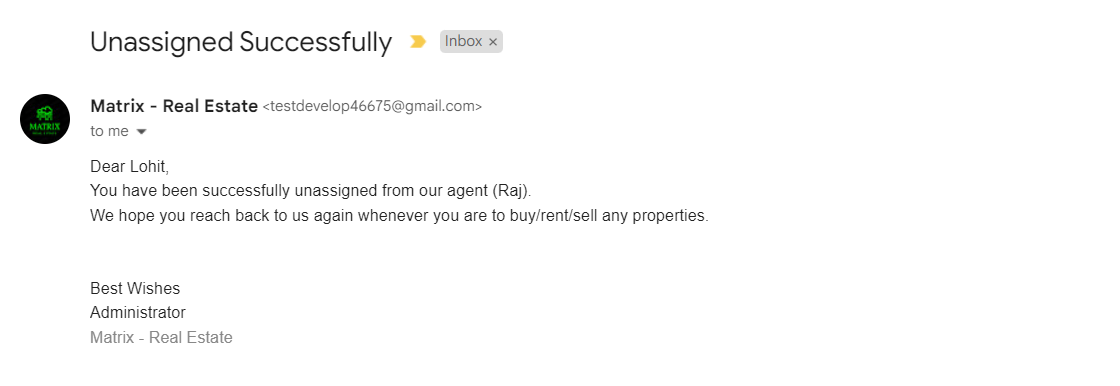 Unassigned Successfully Inbox ×
Matrix - Real Estate <testdevelop46675@gmail.com>
MATRIX
to me
Dear Lohit,
You have been successfully unassigned from our agent (Raj).
We hope you reach back to us again whenever you are to buy/rent/sell any properties.
Best Wishes
Administrator
Matrix - Real Estate